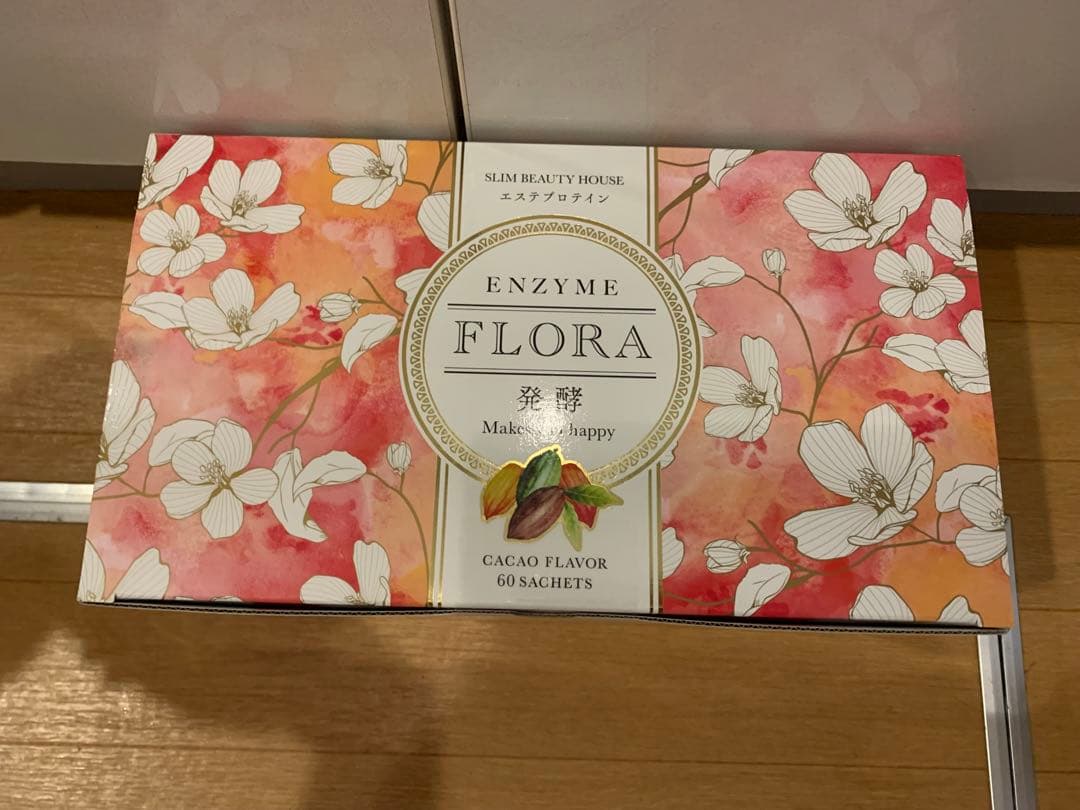 SLIM BEAUTY HOUSE
エステプロテイン
ENZYME
FLORA
発酵
Makes happy
CACAO FLAVOR
60 SACHETS